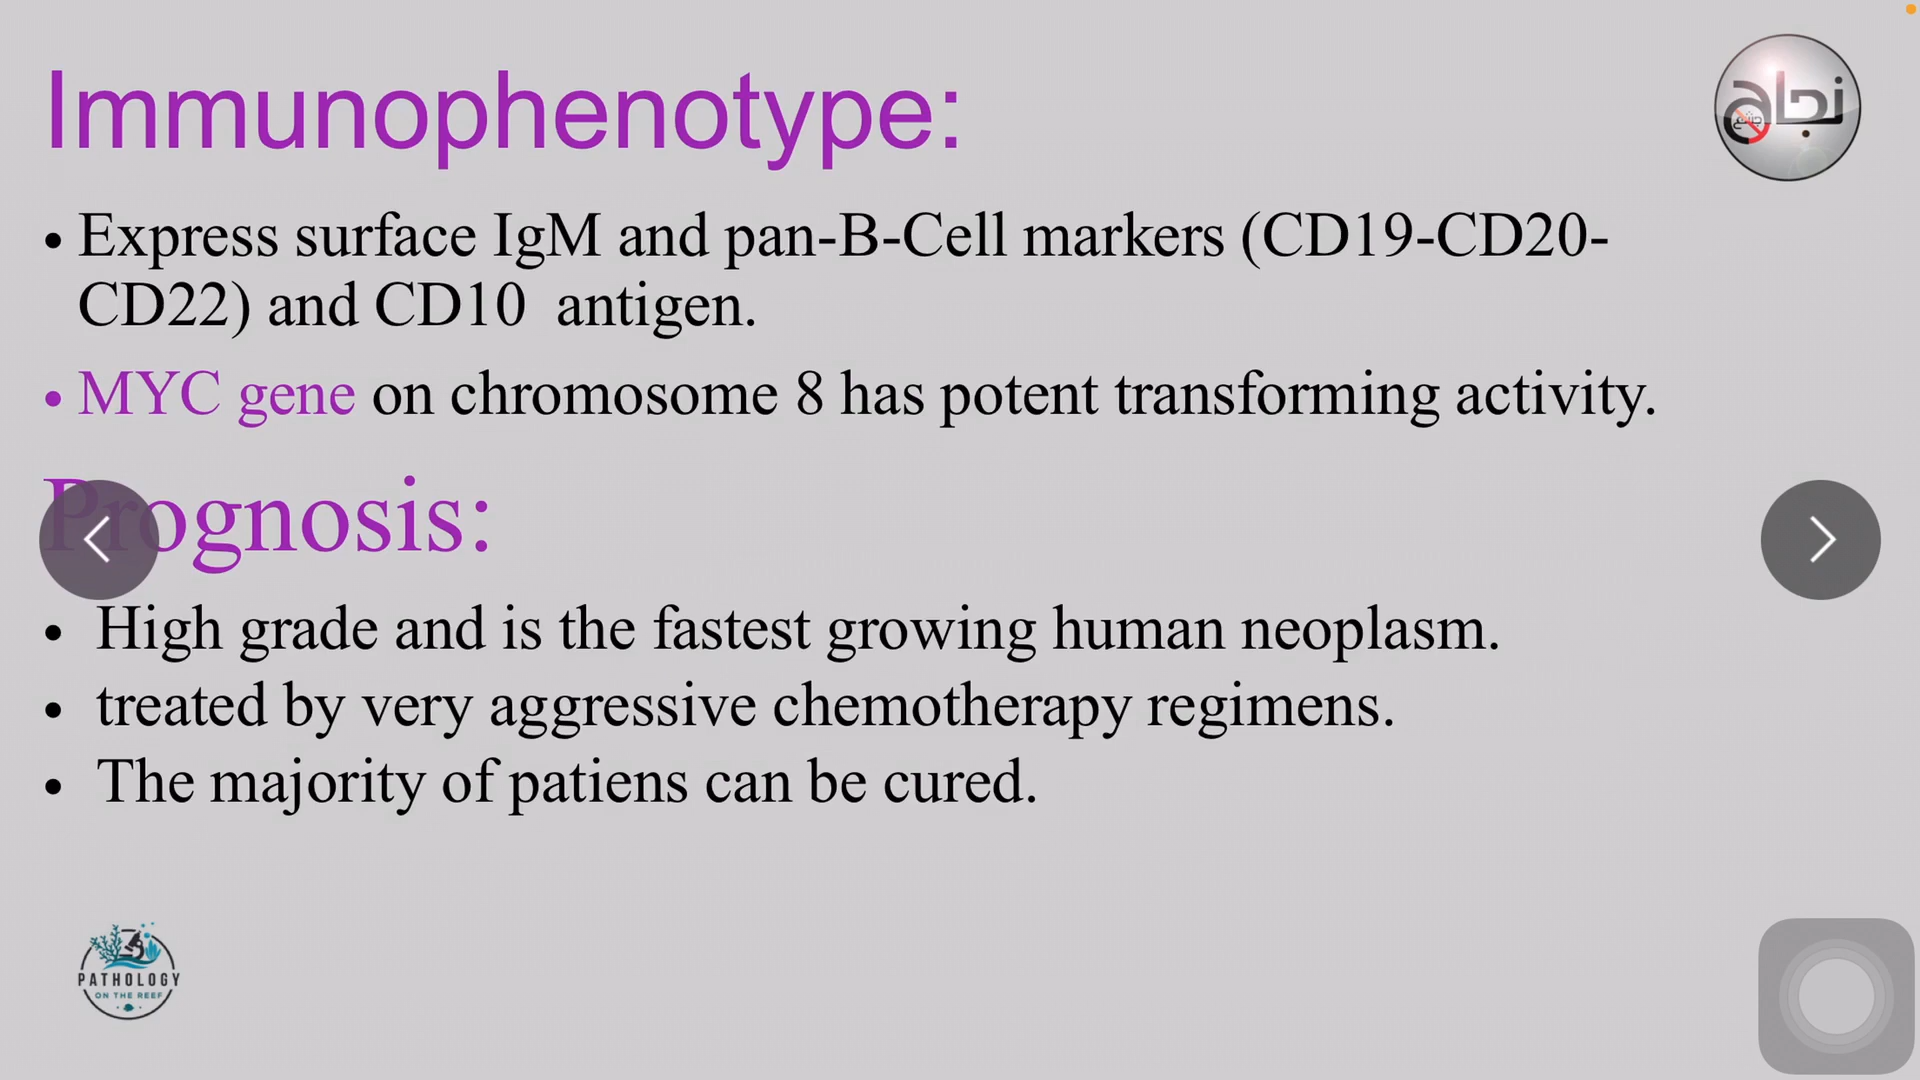 Immunophenotype:
نجاح
جشع
• Express surface IgM and pan-B-Cell markers (CD19-CD20-
CD22) and CD10 antigen.
• MYC gene on chromosome 8 has potent transforming activity.
Prognosis:
• High grade and is the fastest growing human neoplasm.
• treated by very aggressive chemotherapy regimens.
• The majority of patiens can be cured.
PATHOLOGY
ON THE REEF